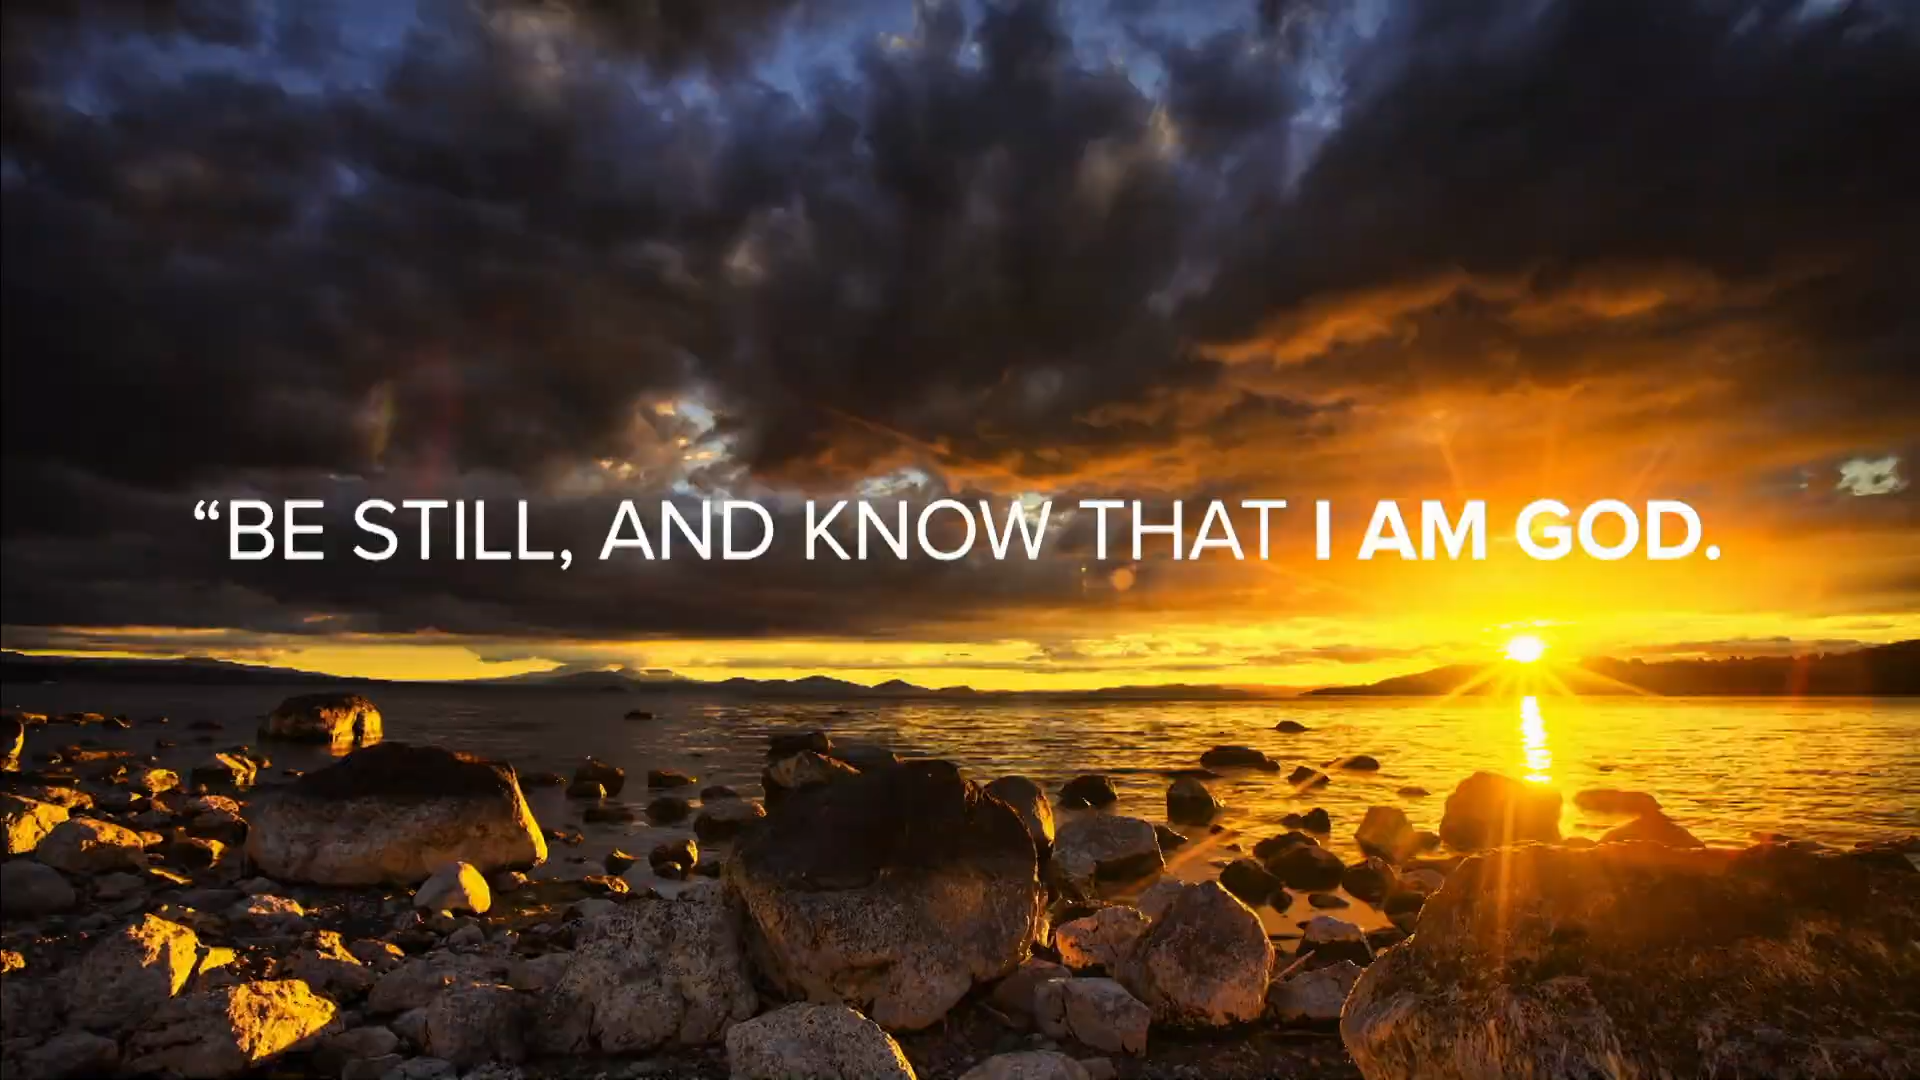 “BE STILL, AND KNOW THAT I AM GOD.